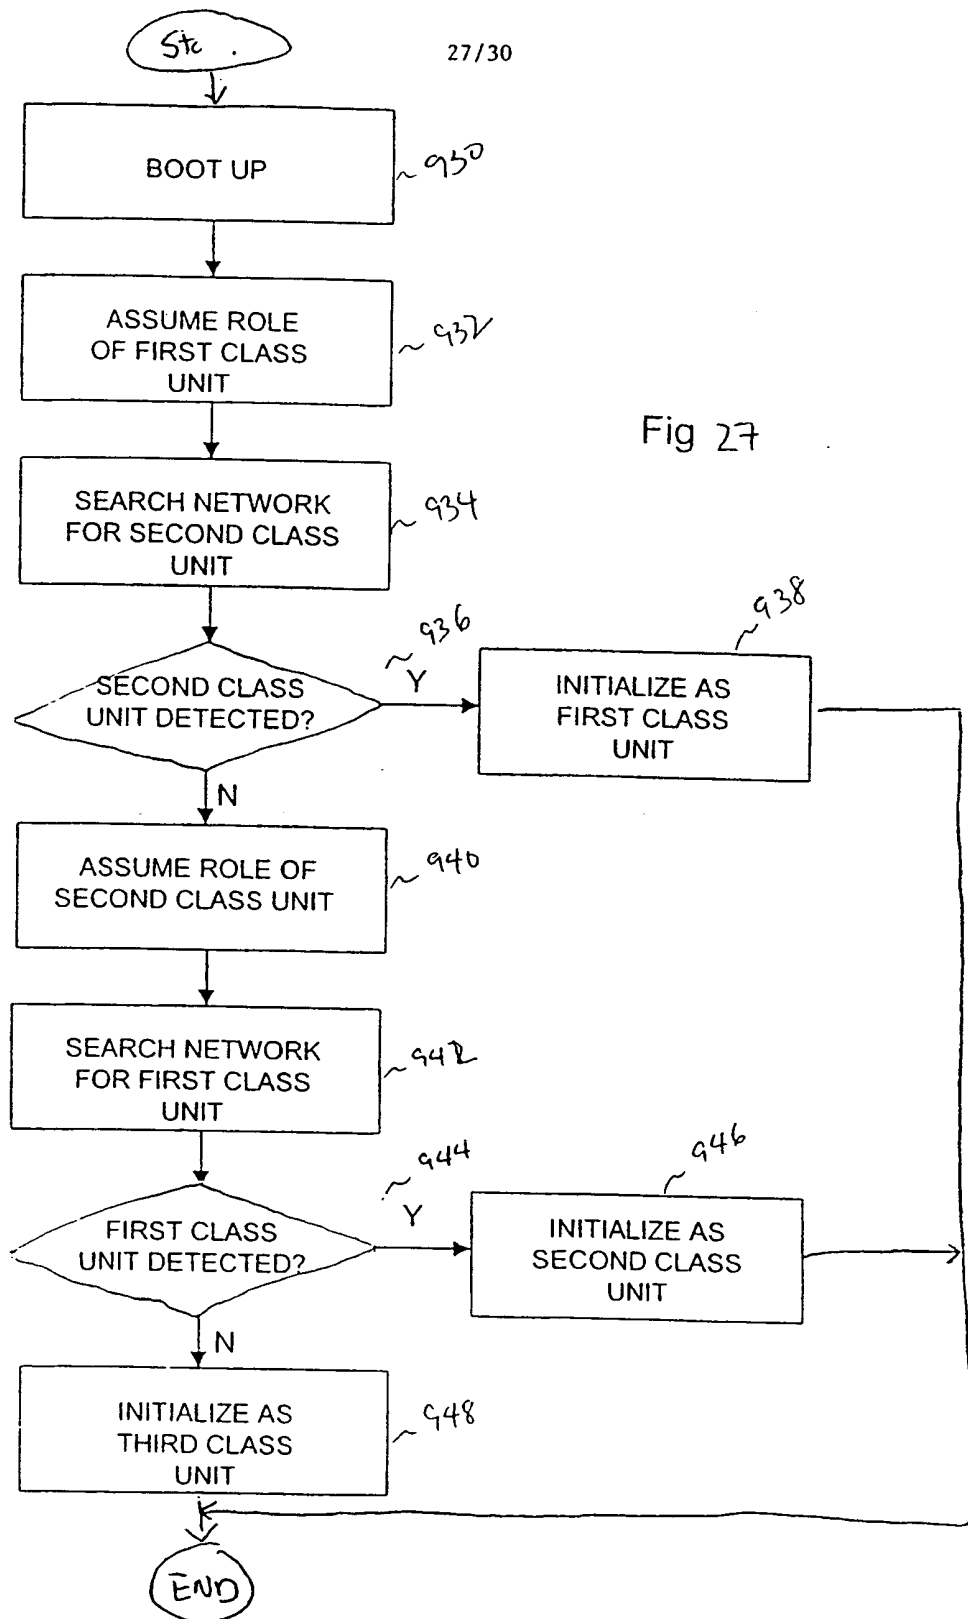 27/30
BOOT UP
930
ASSUME ROLE
OF FIRST CLASS
UNIT
932
Fig 27
SEARCH NETWORK
FOR SECOND CLASS
UNIT
934
SECOND CLASS
UNIT DETECTED?
936
Y
N
938
INITIALIZE AS
FIRST CLASS
UNIT
ASSUME ROLE OF
SECOND CLASS UNIT
940
SEARCH NETWORK
FOR FIRST CLASS
UNIT
942
FIRST CLASS
UNIT DETECTED?
944
Y
N
946
INITIALIZE AS
SECOND CLASS
UNIT
INITIALIZE AS
THIRD CLASS
UNIT
948
END